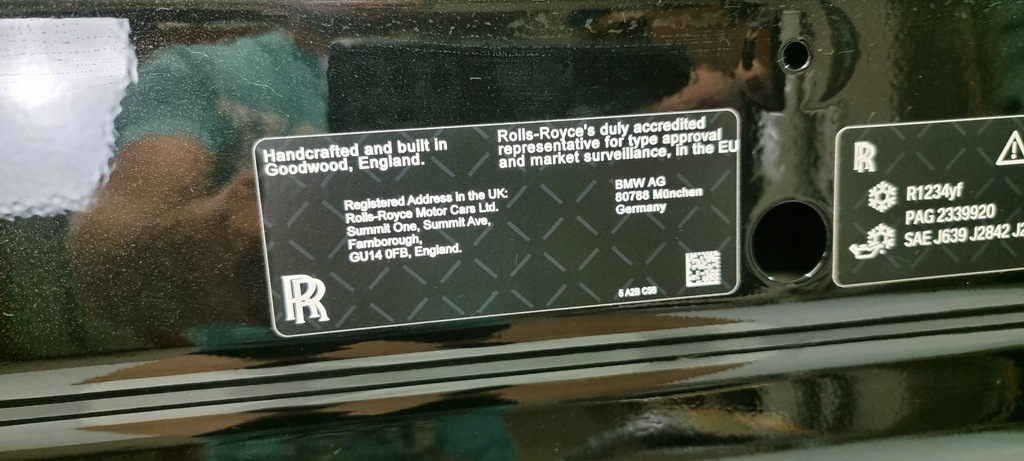 Handcrafted and built in
Goodwood, England.
Rolls-Royce's duly accredited
representative for type approval
and market surveillance, in the EU
Registered Address in the UK:
Rolls-Royce Motor Cars Ltd.
Summit One, Summit Ave,
Farnborough,
GU14 0FB, England.
BMW AG
80788 München
Germany
RR
5 A2B C58
RR
R1234yf
PAG 2339920
SAE J639 J2842 J2